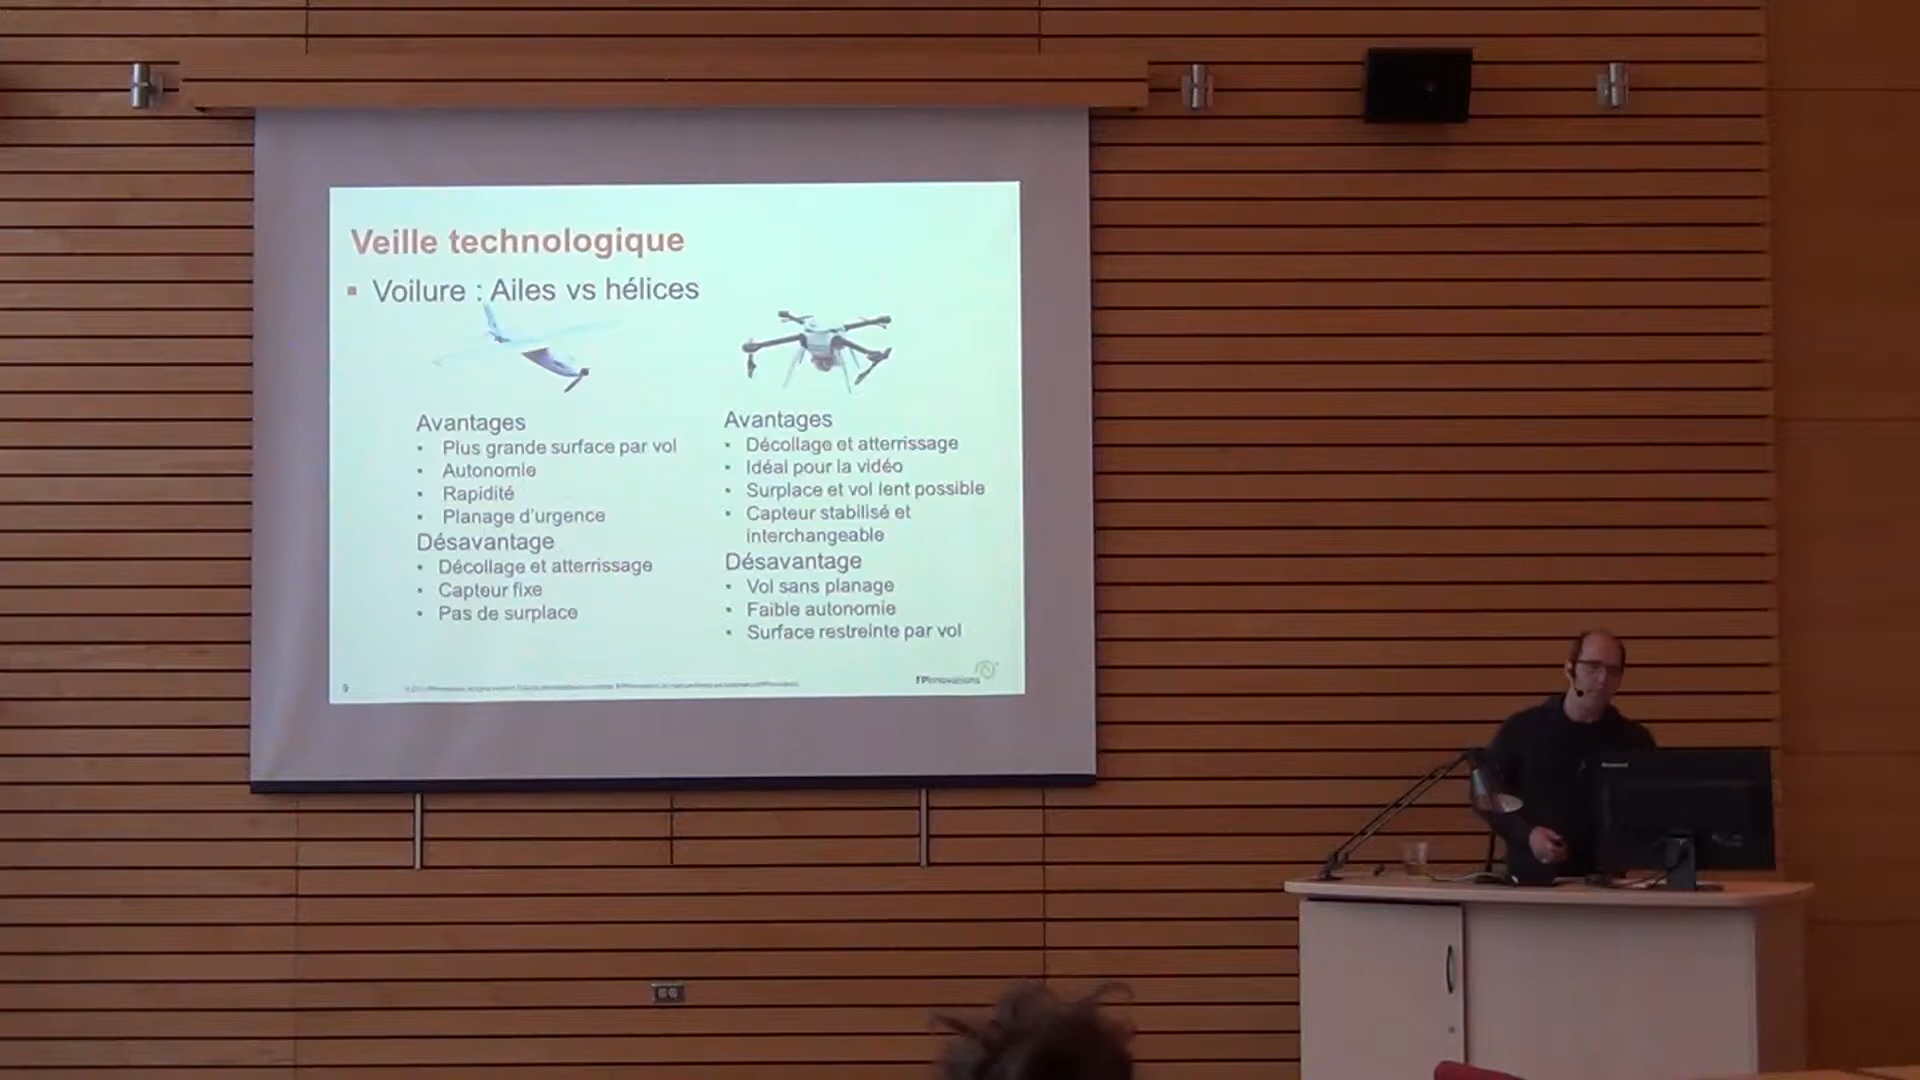 Veille technologique
▪ Voilure : Ailes vs hélices
Avantages
• Plus grande surface par vol
• Autonomie
• Rapidité
• Planage d'urgence
Désavantage
• Décollage et atterrissage
• Capteur fixe
• Pas de surplace
Avantages
• Décollage et atterrissage
• Idéal pour la vidéo
• Surplace et vol lent possible
• Capteur stabilisé et
interchangeable
Désavantage
• Vol sans planage
• Faible autonomie
• Surface restreinte par vol
9
FPInnovations